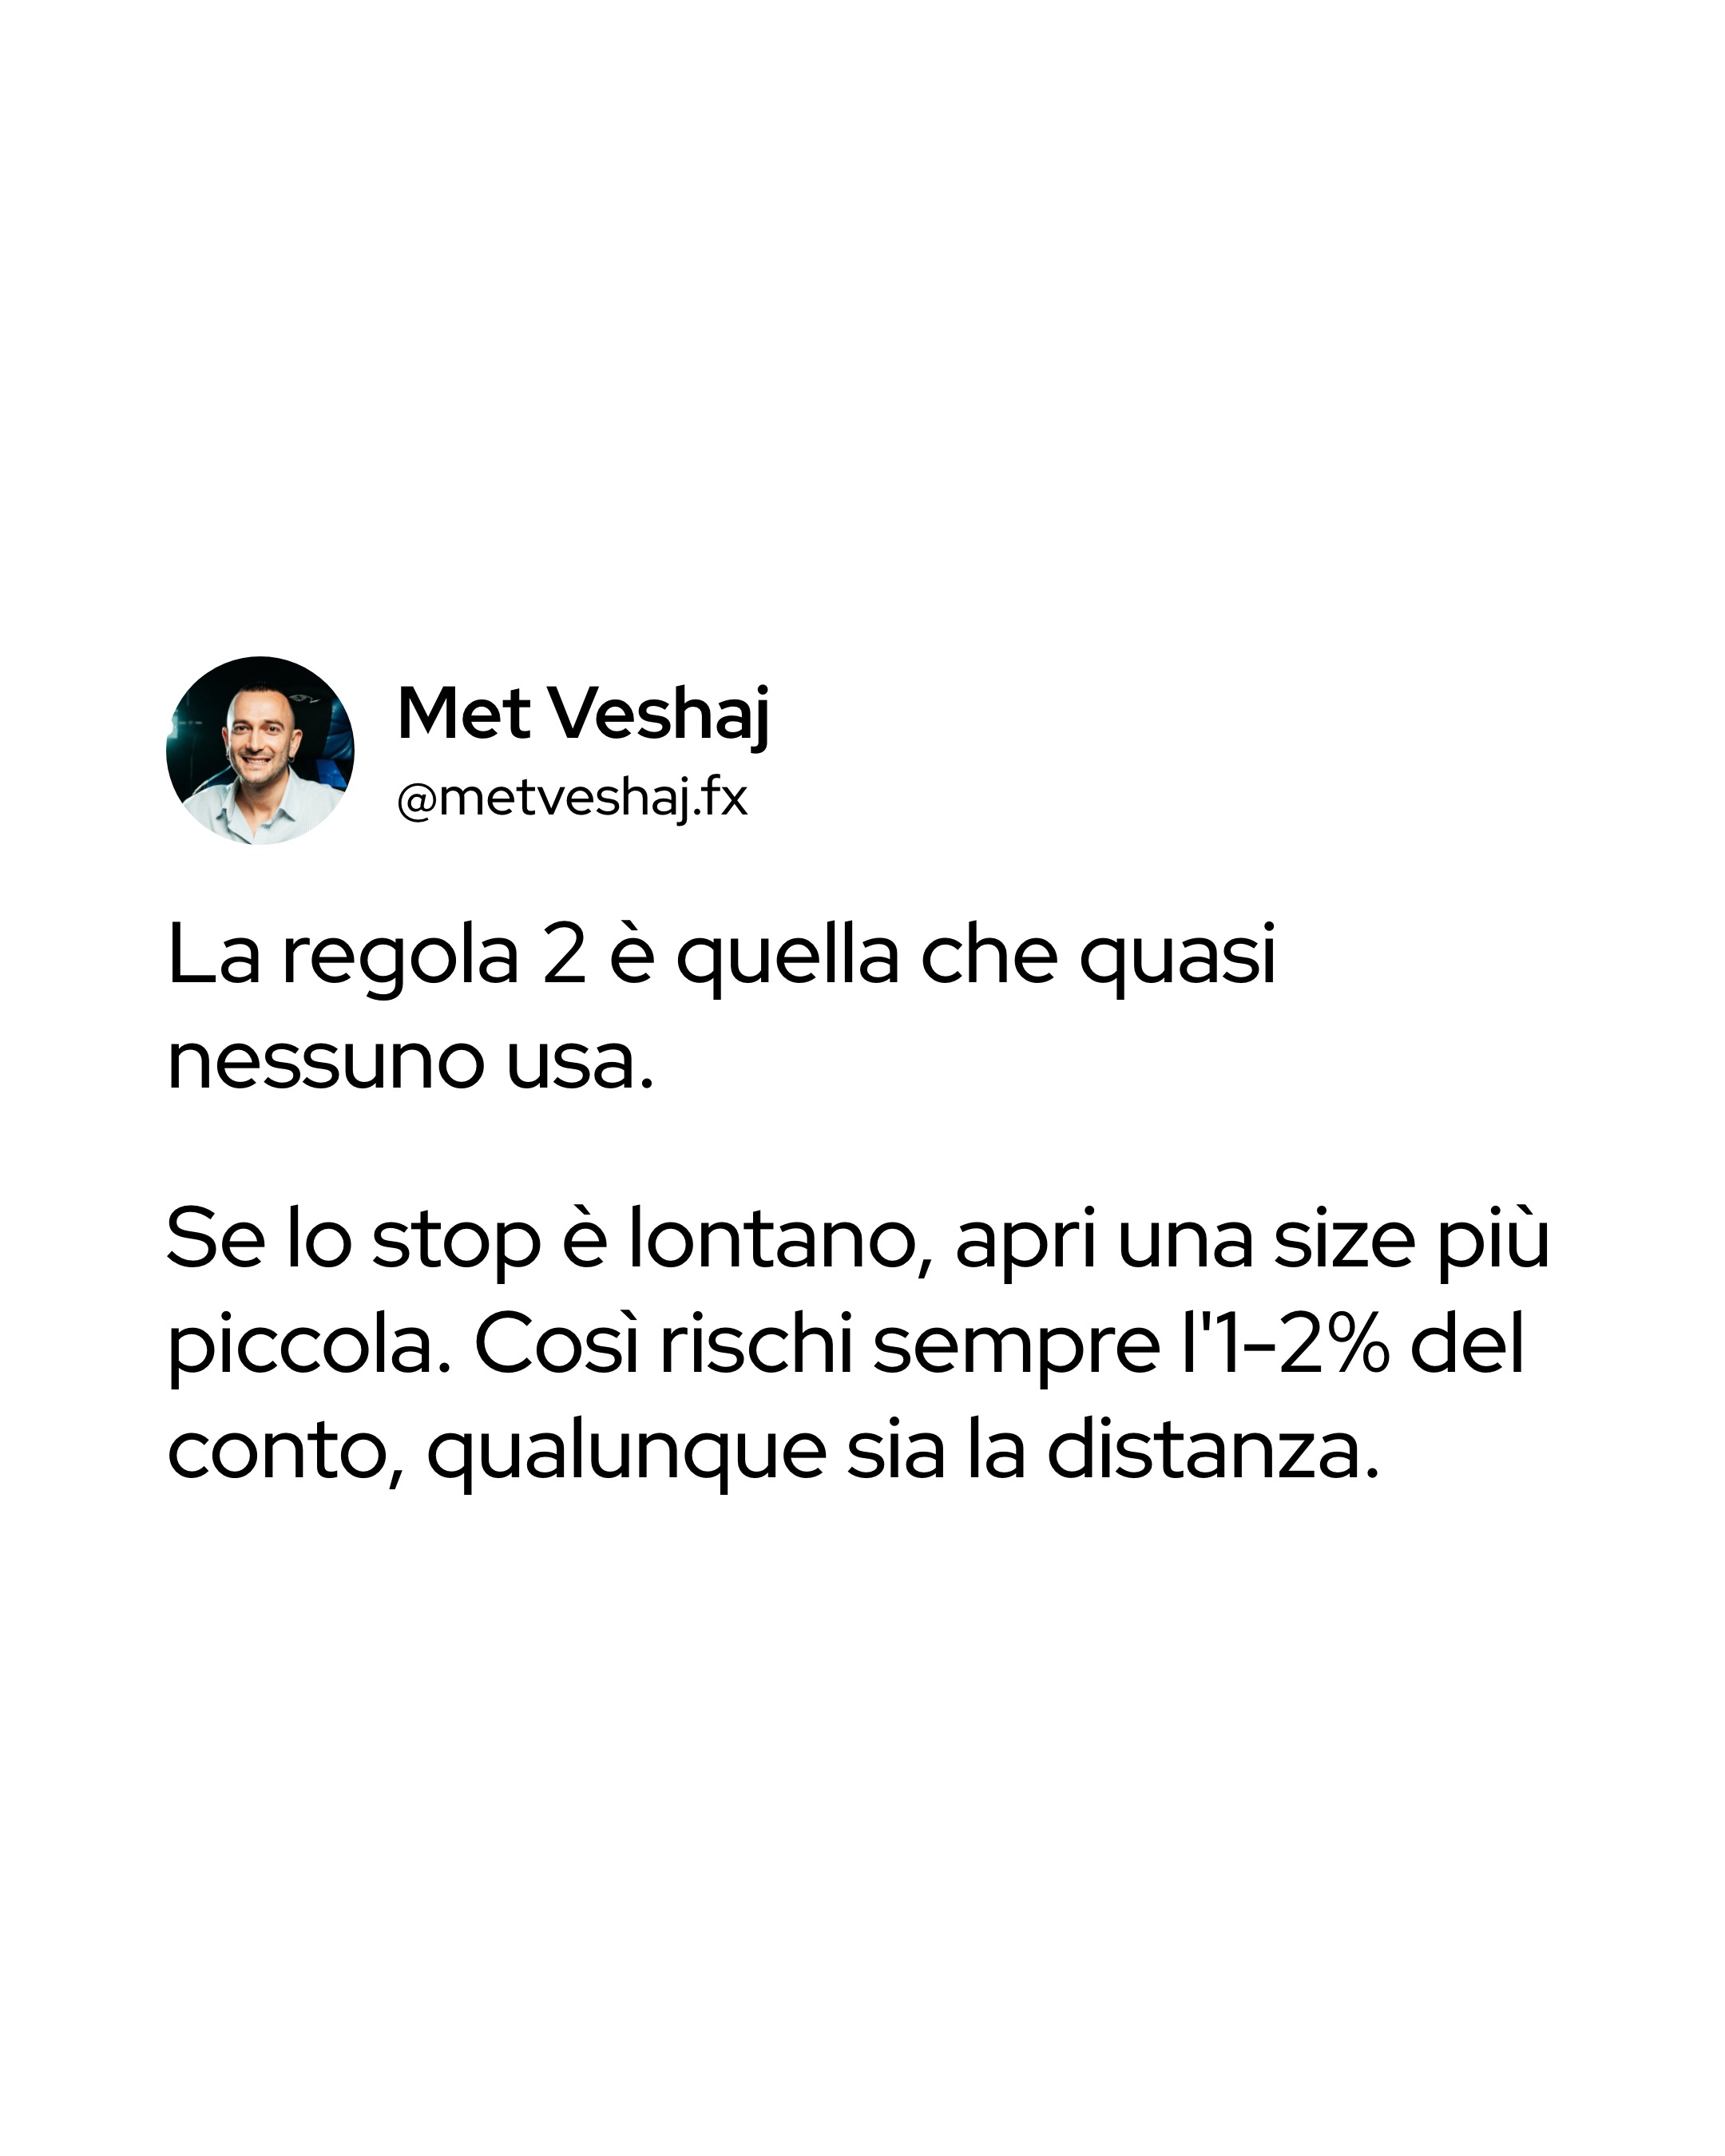 Met Veshaj
@metveshaj.fx
La regola 2 è quella che quasi
nessuno usa.
Se lo stop è lontano, apri una size più
piccola. Così rischi sempre l'1-2% del
conto, qualunque sia la distanza.